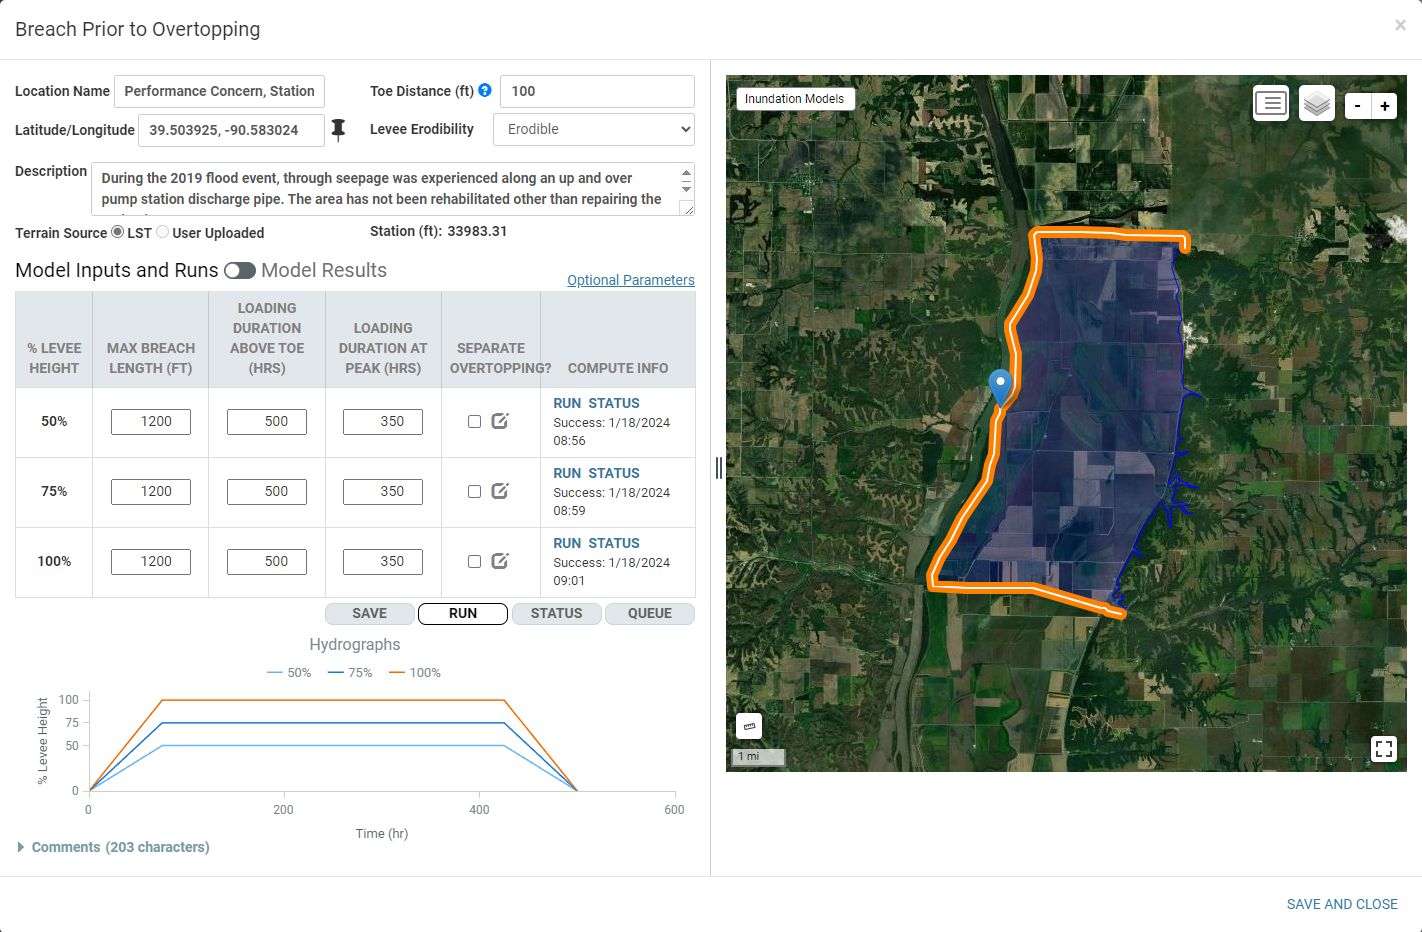 Breach Prior to Overtopping
×
Location Name Performance Concern, Station
Toe Distance (ft) ? 100
Latitude/Longitude 39.503925, -90.583024
Levee Erodibility Erodible
Description During the 2019 flood event, through seepage was experienced along an up and over
pump station discharge pipe. The area has not been rehabilitated other than repairing the
Terrain Source LST User Uploaded
Station (ft): 33983.31
Model Inputs and Runs Model Results
Optional Parameters
% LEVEE HEIGHT
MAX BREACH LENGTH (FT)
LOADING DURATION ABOVE TOE (HRS)
LOADING DURATION AT PEAK (HRS)
SEPARATE OVERTOPPING?
COMPUTE INFO
50% 1200 500 350
RUN STATUS
Success: 1/18/2024
08:56
75% 1200 500 350
RUN STATUS
Success: 1/18/2024
08:59
100% 1200 500 350
RUN STATUS
Success: 1/18/2024
09:01
SAVE RUN STATUS QUEUE
Hydrographs
50% 75% 100%
% Levee Height
100
75
50
0
0 200 400 600
Time (hr)
Comments (203 characters)
Inundation Models
- +
1 mi
SAVE AND CLOSE